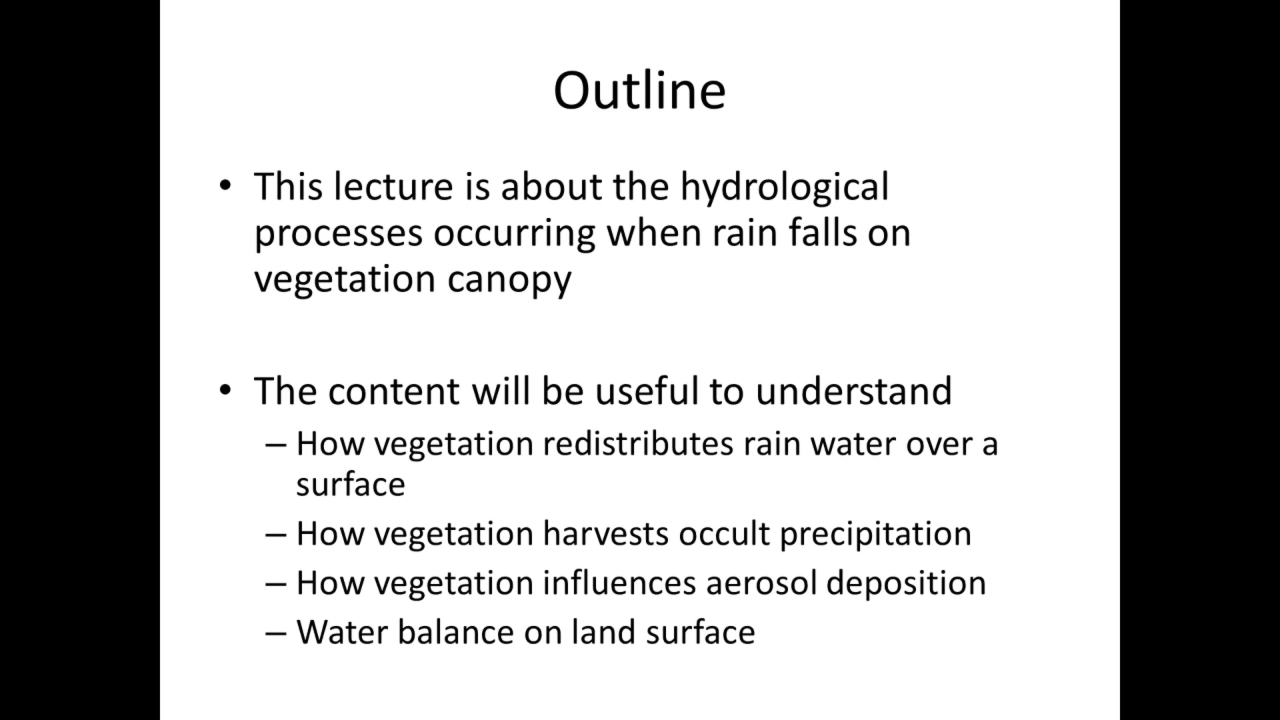 Outline
• This lecture is about the hydrological
processes occurring when rain falls on
vegetation canopy
• The content will be useful to understand
– How vegetation redistributes rain water over a
surface
– How vegetation harvests occult precipitation
– How vegetation influences aerosol deposition
– Water balance on land surface